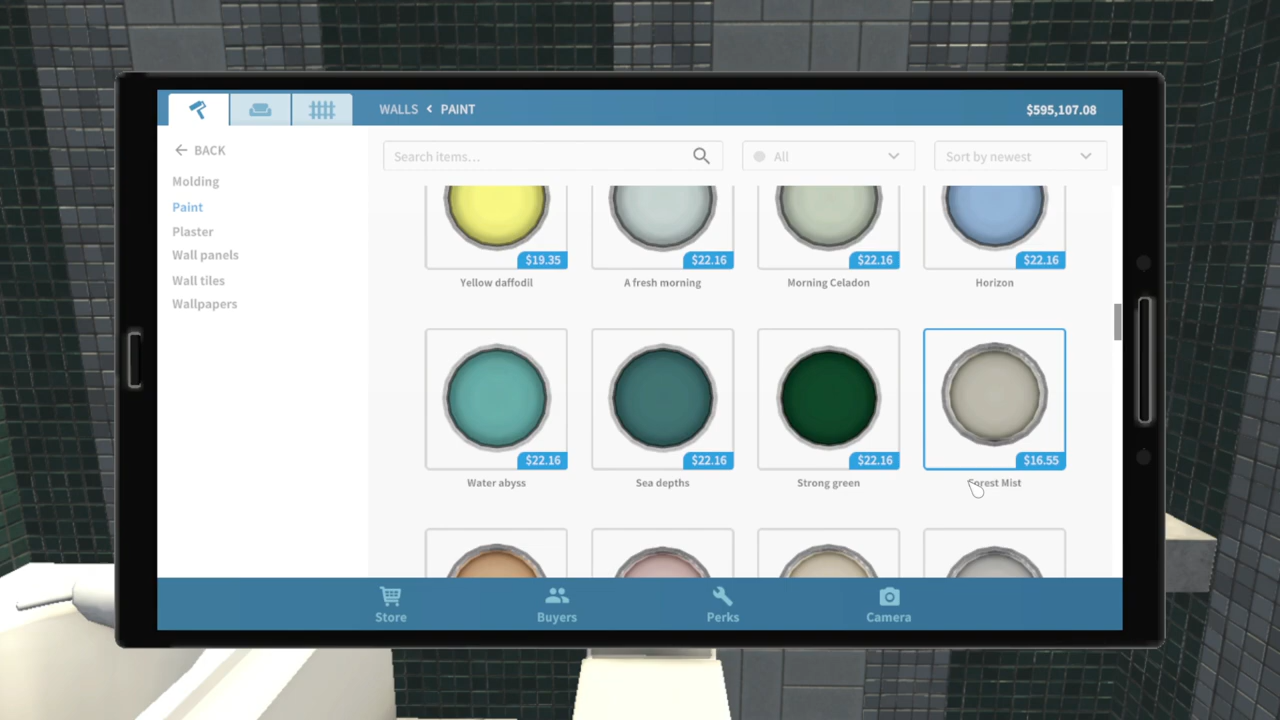 WALLS < PAINT
$595,107.08
BACK
Molding
Paint
Plaster
Wall panels
Wall tiles
Wallpapers
Search items...
All
Sort by newest
$19.35
$22.16
$22.16
$22.16
Yellow daffodil
A fresh morning
Morning Celadon
Horizon
$22.16
$22.16
$22.16
$16.55
Water abyss
Sea depths
Strong green
Forest Mist
Store
Buyers
Perks
Camera